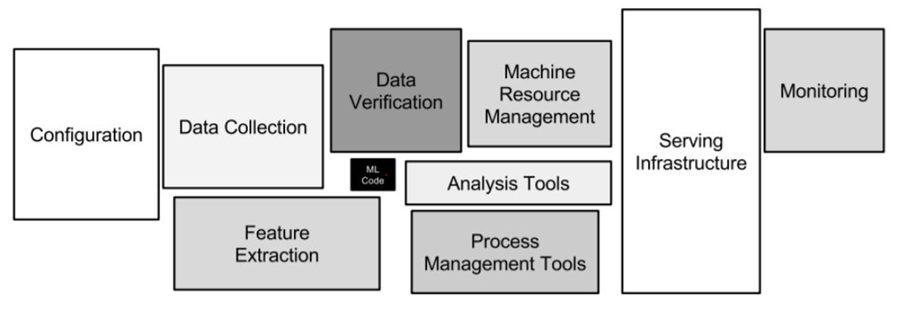 Configuration
Data Collection
Feature
Extraction
Data
Verification
ML
Code
Machine
Resource
Management
Analysis Tools
Process
Management Tools
Serving
Infrastructure
Monitoring